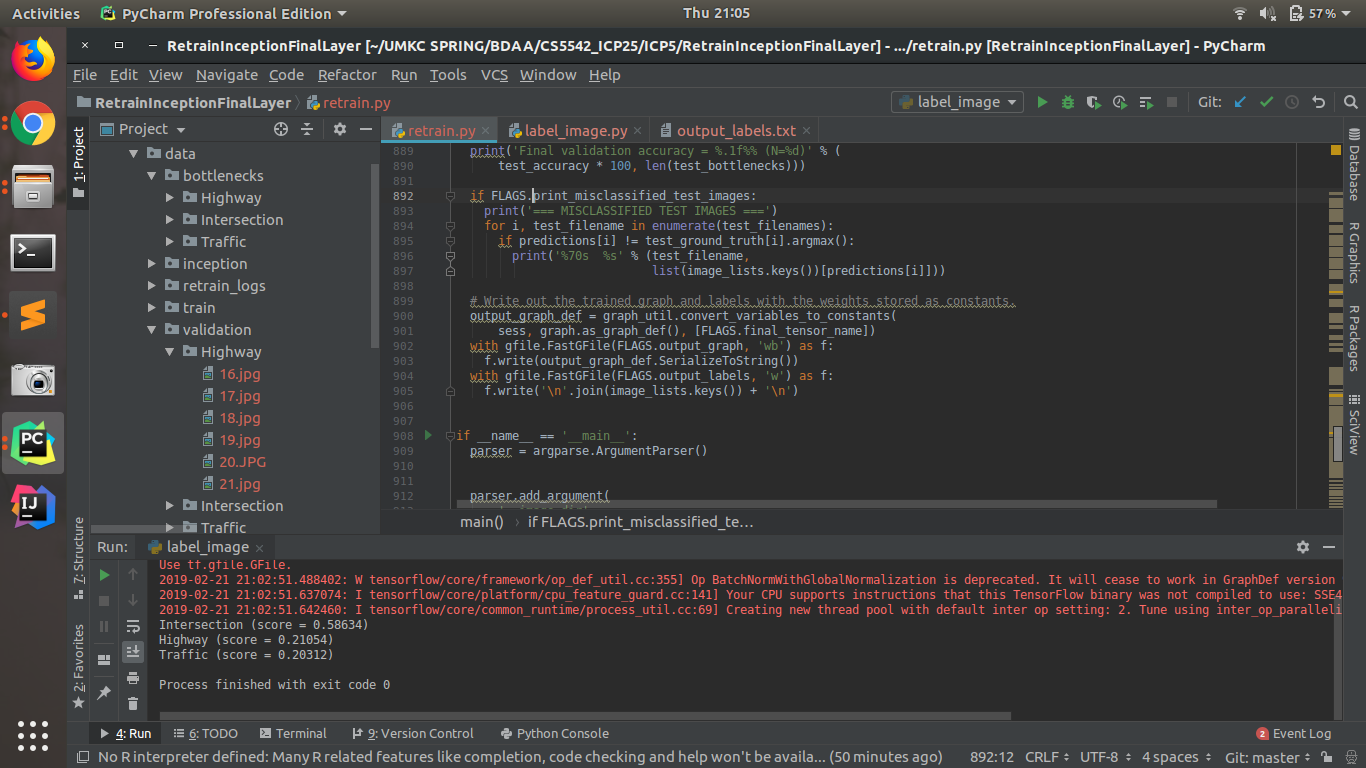 Activities PyCharm Professional Edition Thu 21:05 57%
RetrainInceptionFinalLayer [~/UMKC SPRING/BDAA/CS5542_ICP25/ICP5/RetrainInceptionFinalLayer] - .../retrain.py [RetrainInceptionFinalLayer] - PyCharm
File Edit View Navigate Code Refactor Run Tools VCS Window Help
RetrainInceptionFinalLayer retrain.py label_image Git:
Project
retrain.py label_image.py output_labels.txt
1: Project
7: Structure
2: Favorites
data
bottlenecks
Highway
Intersection
Traffic
inception
retrain_logs
train
validation
Highway
16.jpg
17.jpg
18.jpg
19.jpg
20.JPG
21.jpg
Intersection
Traffic
889 print('Final validation accuracy = %.1f%% (N=%d)' % (
890 test_accuracy * 100, len(test_bottlenecks)))
891
892 if FLAGS.print_misclassified_test_images:
893 print('=== MISCLASSIFIED TEST IMAGES ===')
894 for i, test_filename in enumerate(test_filenames):
895 if predictions[i] != test_ground_truth[i].argmax():
896 print('%70s  %s' % (test_filename,
897 list(image_lists.keys())[predictions[i]]))
898
899 # Write out the trained graph and labels with the weights stored as constants.
900 output_graph_def = graph_util.convert_variables_to_constants(
901 sess, graph.as_graph_def(), [FLAGS.final_tensor_name])
902 with gfile.FastGFile(FLAGS.output_graph, 'wb') as f:
903 f.write(output_graph_def.SerializeToString())
904 with gfile.FastGFile(FLAGS.output_labels, 'w') as f:
905 f.write('\n'.join(image_lists.keys()) + '\n')
906
907
908 if __name__ == '__main__':
909 parser = argparse.ArgumentParser()
910
911
912 parser.add_argument(
main() if FLAGS.print_misclassified_te...
Database
R Graphics
R Packages
SciView
Run: label_image
Use tf.gfile.GFile.
2019-02-21 21:02:51.488402: W tensorflow/core/framework/op_def_util.cc:355] Op BatchNormWithGlobalNormalization is deprecated. It will cease to work in GraphDef version
2019-02-21 21:02:51.637074: I tensorflow/core/platform/cpu_feature_guard.cc:141] Your CPU supports instructions that this TensorFlow binary was not compiled to use: SSE4
2019-02-21 21:02:51.642460: I tensorflow/core/common_runtime/process_util.cc:69] Creating new thread pool with default inter op setting: 2. Tune using inter_op_paralleli
Intersection (score = 0.58634)
Highway (score = 0.21054)
Traffic (score = 0.20312)
Process finished with exit code 0
4: Run 6: TODO Terminal 9: Version Control Python Console 2 Event Log
No R interpreter defined: Many R related features like completion, code checking and help won't be availa... (50 minutes ago) 892:12 CRLF UTF-8 4 spaces Git: master